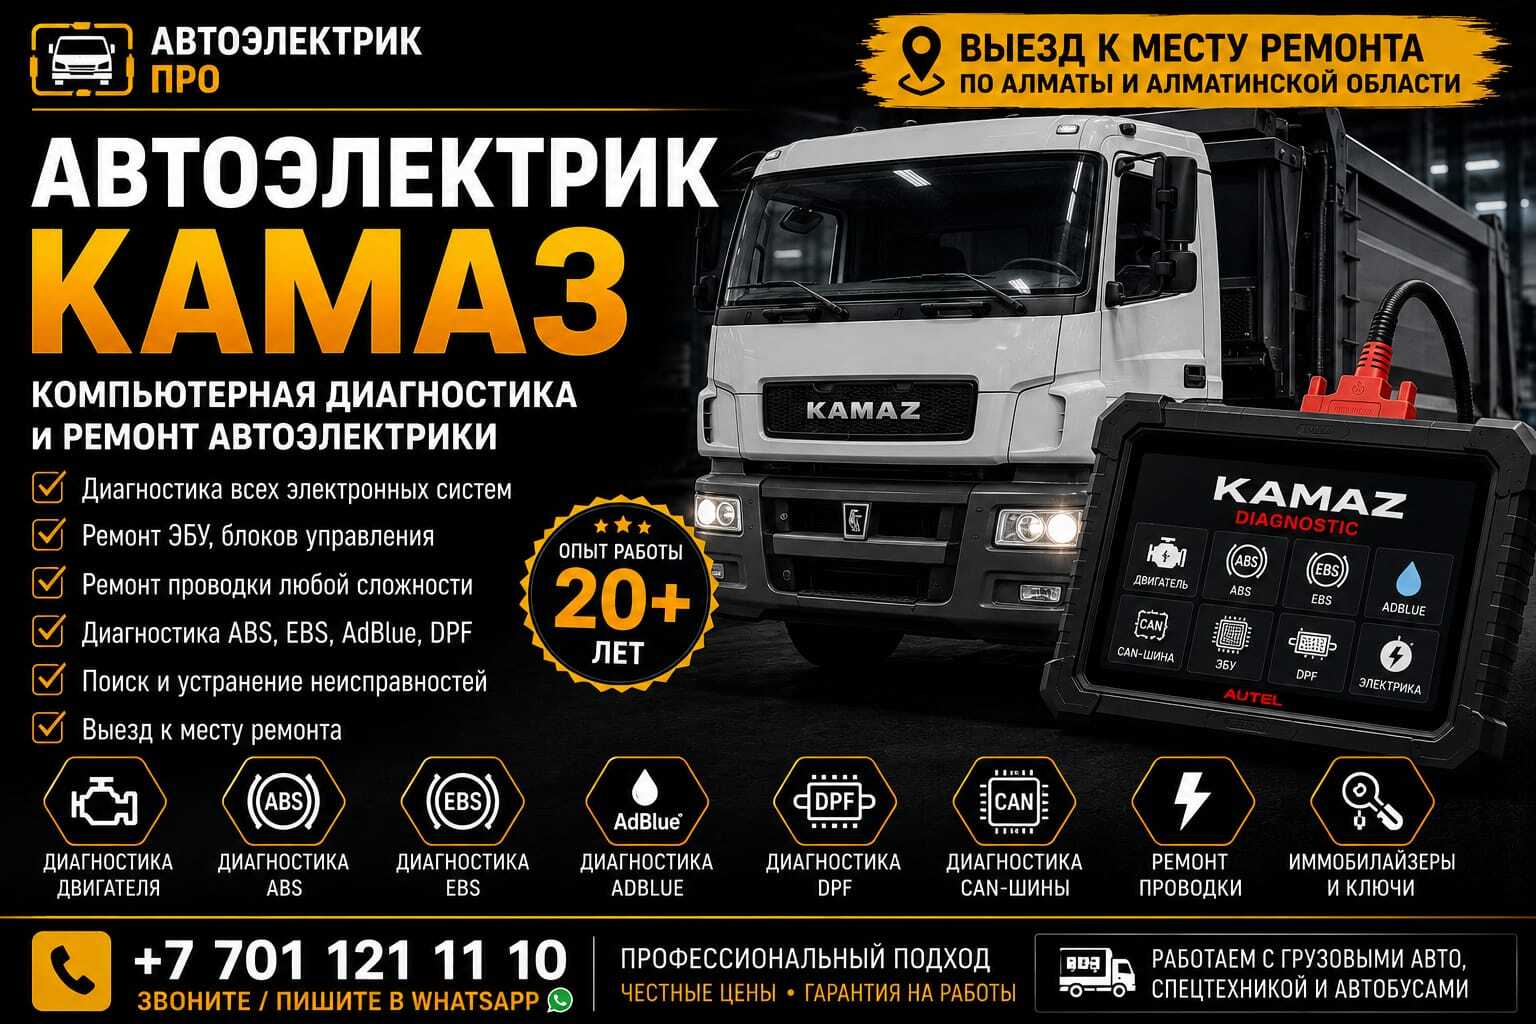 АВТОЭЛЕКТРИК
ПРО
ВЫЕЗД К МЕСТУ РЕМОНТА
ПО АЛМАТЫ И АЛМАТИНСКОЙ ОБЛАСТИ
АВТОЭЛЕКТРИК
КАМАЗ
КОМПЬЮТЕРНАЯ ДИАГНОСТИКА
и РЕМОНТ АВТОЭЛЕКТРИКИ
Диагностика всех электронных систем
Ремонт ЭБУ, блоков управления
Ремонт проводки любой сложности
Диагностика ABS, EBS, AdBlue, DPF
Поиск и устранение неисправностей
Выезд к месту ремонта
ОПЫТ РАБОТЫ
20+
ЛЕТ
KAMAZ
KAMAZ
DIAGNOSTIC
ДВИГАТЕЛЬ
ABS
ABS
EBS
EBS
ADBLUE
CAN
CAN-ШИНА
ЭБУ
DPF
ЭЛЕКТРИКА
AUTEL
ABS
EBS
AdBlue
DPF
CAN
ДИАГНОСТИКА
ДВИГАТЕЛЯ
ДИАГНОСТИКА
ABS
ДИАГНОСТИКА
EBS
ДИАГНОСТИКА
ADBLUE
ДИАГНОСТИКА
DPF
ДИАГНОСТИКА
CAN-ШИНЫ
РЕМОНТ
ПРОВОДКИ
ИММОБИЛАЙЗЕРЫ
И КЛЮЧИ
+7 701 121 11 10
ЗВОНИТЕ / ПИШИТЕ В WHATSAPP
ПРОФЕССИОНАЛЬНЫЙ ПОДХОД
ЧЕСТНЫЕ ЦЕНЫ • ГАРАНТИЯ НА РАБОТЫ
РАБОТАЕМ С ГРУЗОВЫМИ АВТО,
СПЕЦТЕХНИКОЙ И АВТОБУСАМИ